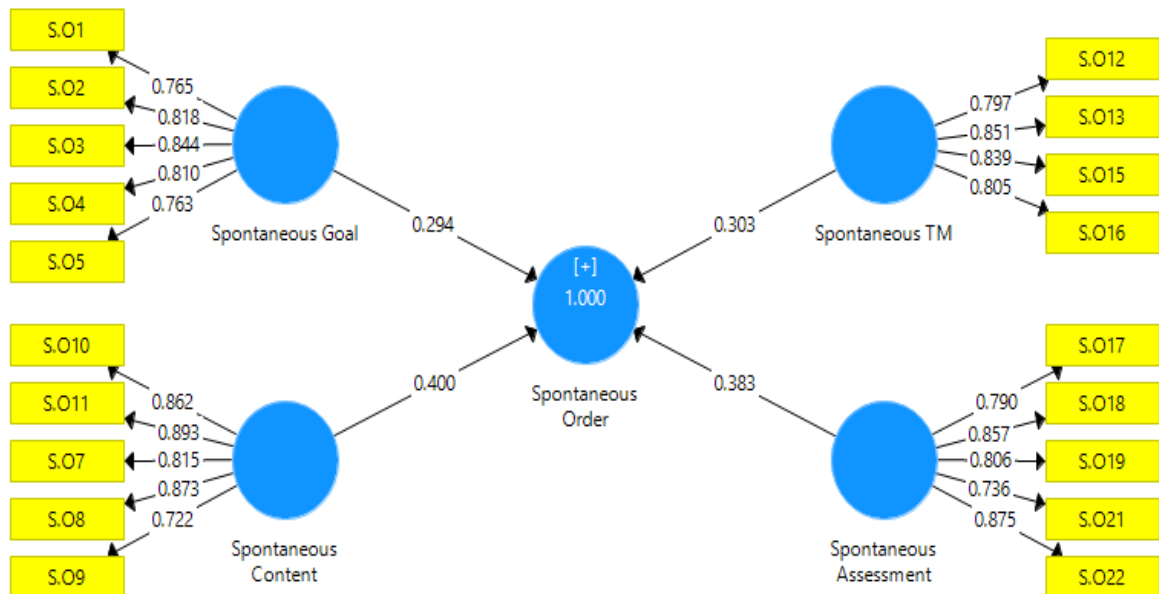 S.O1
S.O2
S.O3
S.O4
S.O5
0.765
0.818
0.844
0.810
0.763
Spontaneous Goal
0.294
S.O12
S.O13
S.O15
S.O16
0.797
0.851
0.839
0.805
Spontaneous TM
0.303
[+]
1.000
Spontaneous
Order
S.O10
S.O11
S.O7
S.O8
S.O9
0.862
0.893
0.815
0.873
0.722
Spontaneous
Content
0.400
S.O17
S.O18
S.O19
S.O21
S.O22
0.790
0.857
0.806
0.736
0.875
Spontaneous
Assessment
0.383